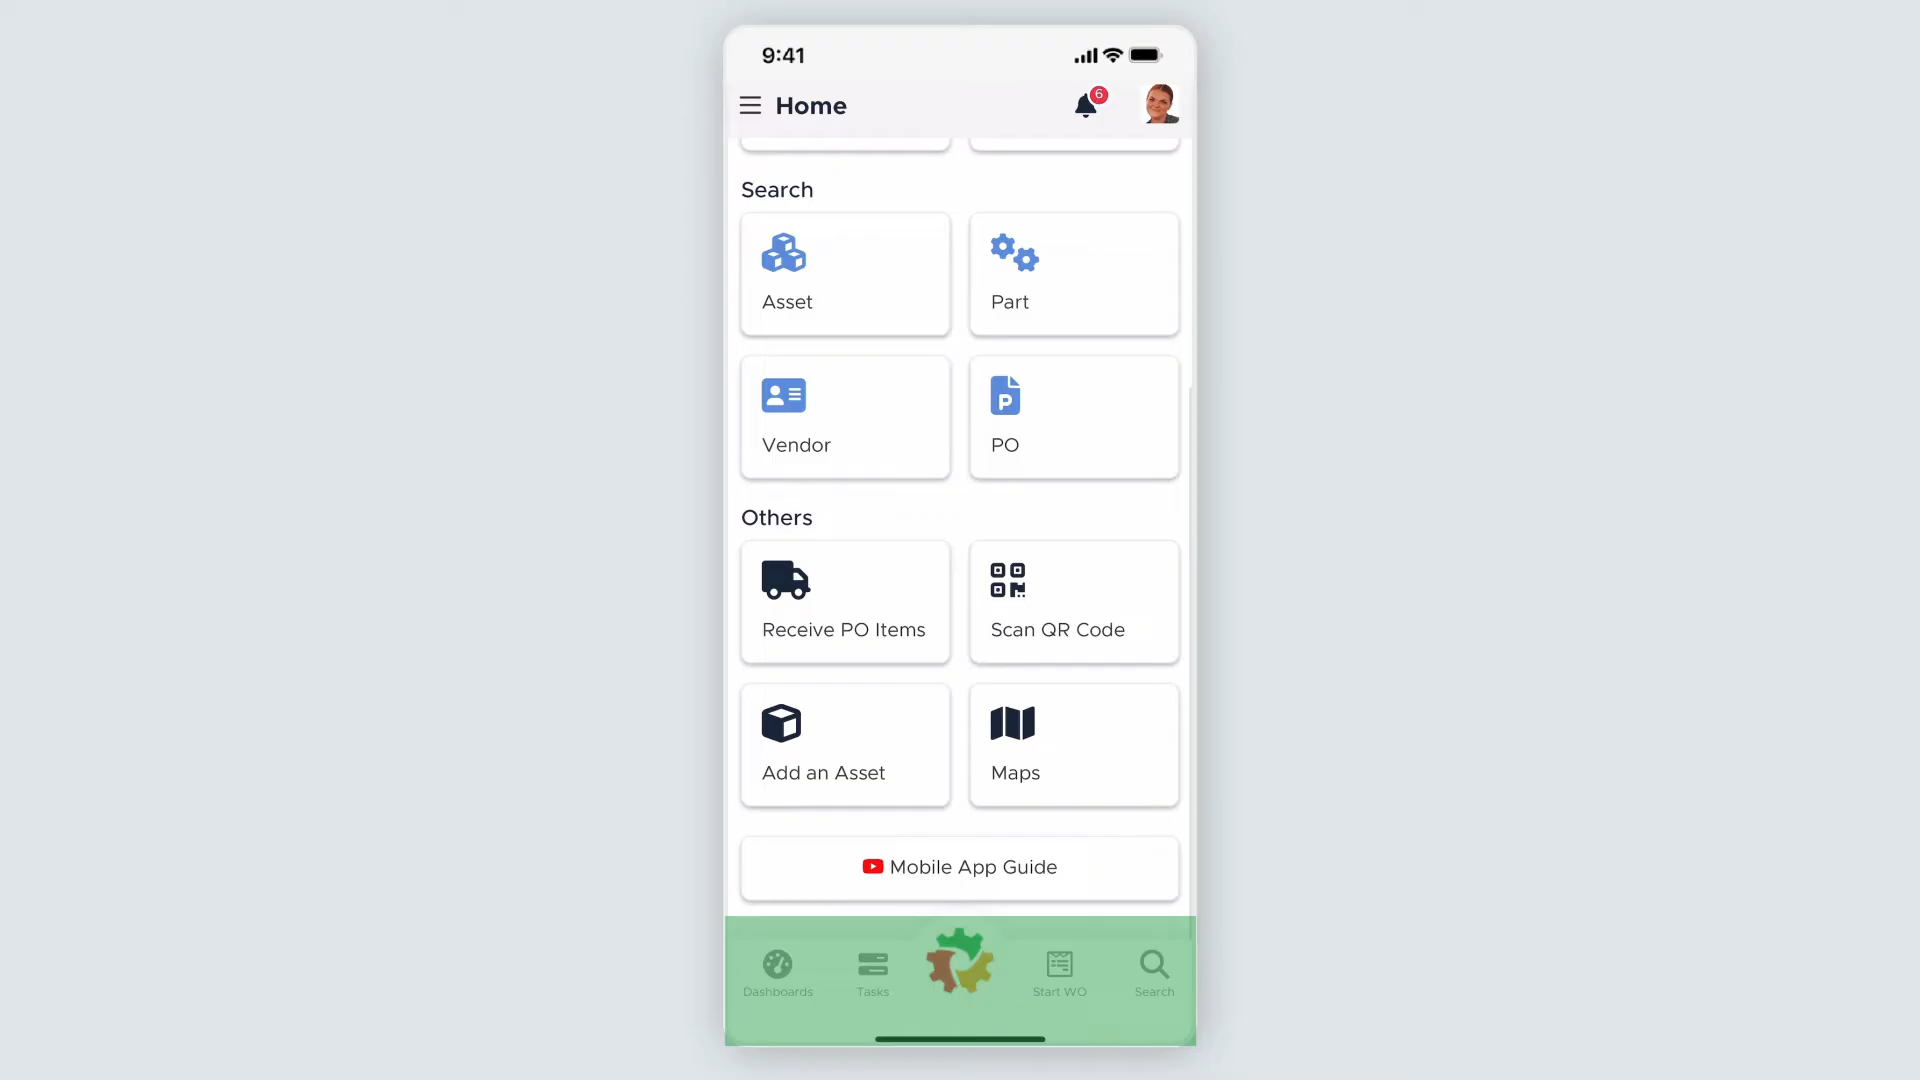 9:41
Home
6
Search
Asset
Part
Vendor
P
PO
Others
Receive PO Items
Scan QR Code
Add an Asset
Maps
Mobile App Guide
Dashboards
Tasks
Start WO
Search